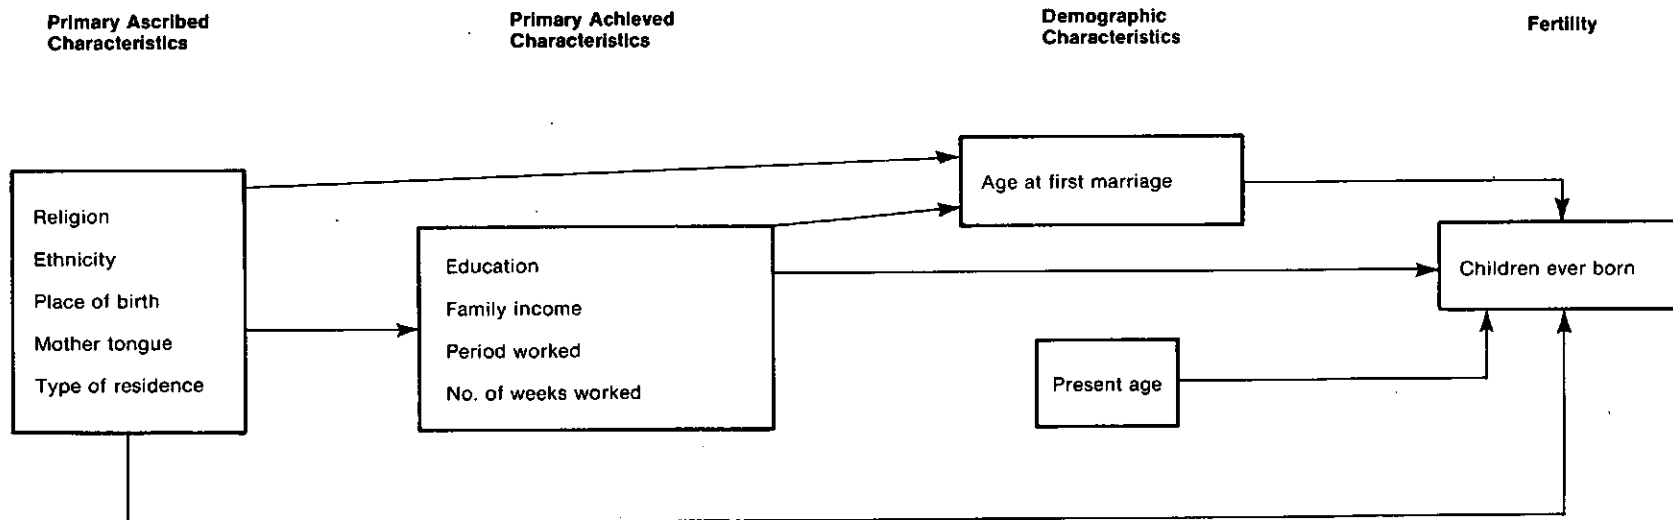 Primary Ascribed
Characteristics
Primary Achieved
Characteristics
Demographic
Characteristics
Fertility
Religion
Ethnicity
Place of birth
Mother tongue
Type of residence
Education
Family income
Period worked
No. of weeks worked
Age at first marriage
Present age
Children ever born